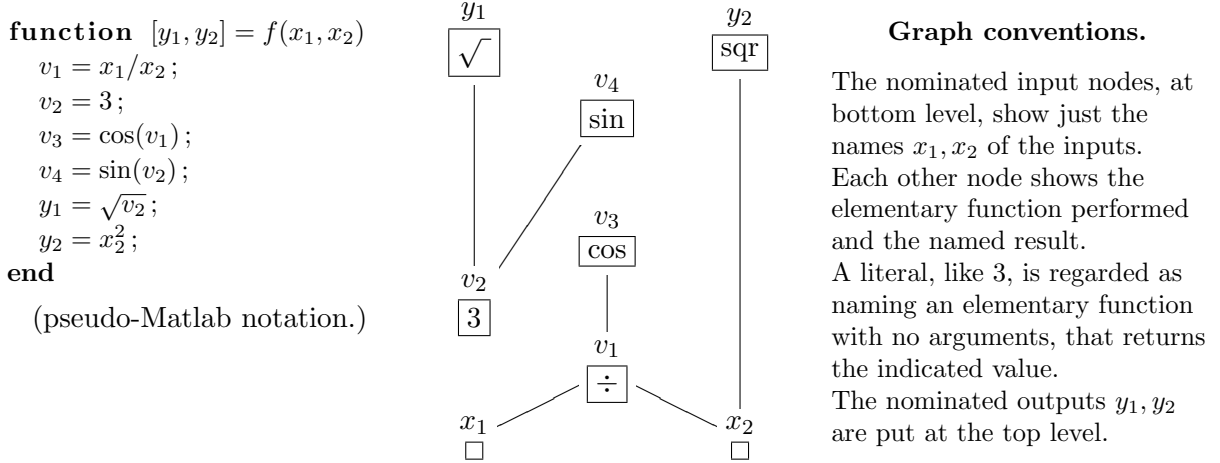 function [y₁, y₂] = f(x₁, x₂)
v₁ = x₁/x₂ ;
v₂ = 3 ;
v₃ = cos(v₁) ;
v₄ = sin(v₂) ;
y₁ = √v₂ ;
y₂ = x₂² ;
end
(pseudo-Matlab notation.)
y₁
√
y₂
sqr
v₄
sin
v₃
cos
v₂
3
v₁
÷
x₁
x₂
Graph conventions.
The nominated input nodes, at
bottom level, show just the
names x₁, x₂ of the inputs.
Each other node shows the
elementary function performed
and the named result.
A literal, like 3, is regarded as
naming an elementary function
with no arguments, that returns
the indicated value.
The nominated outputs y₁, y₂
are put at the top level.